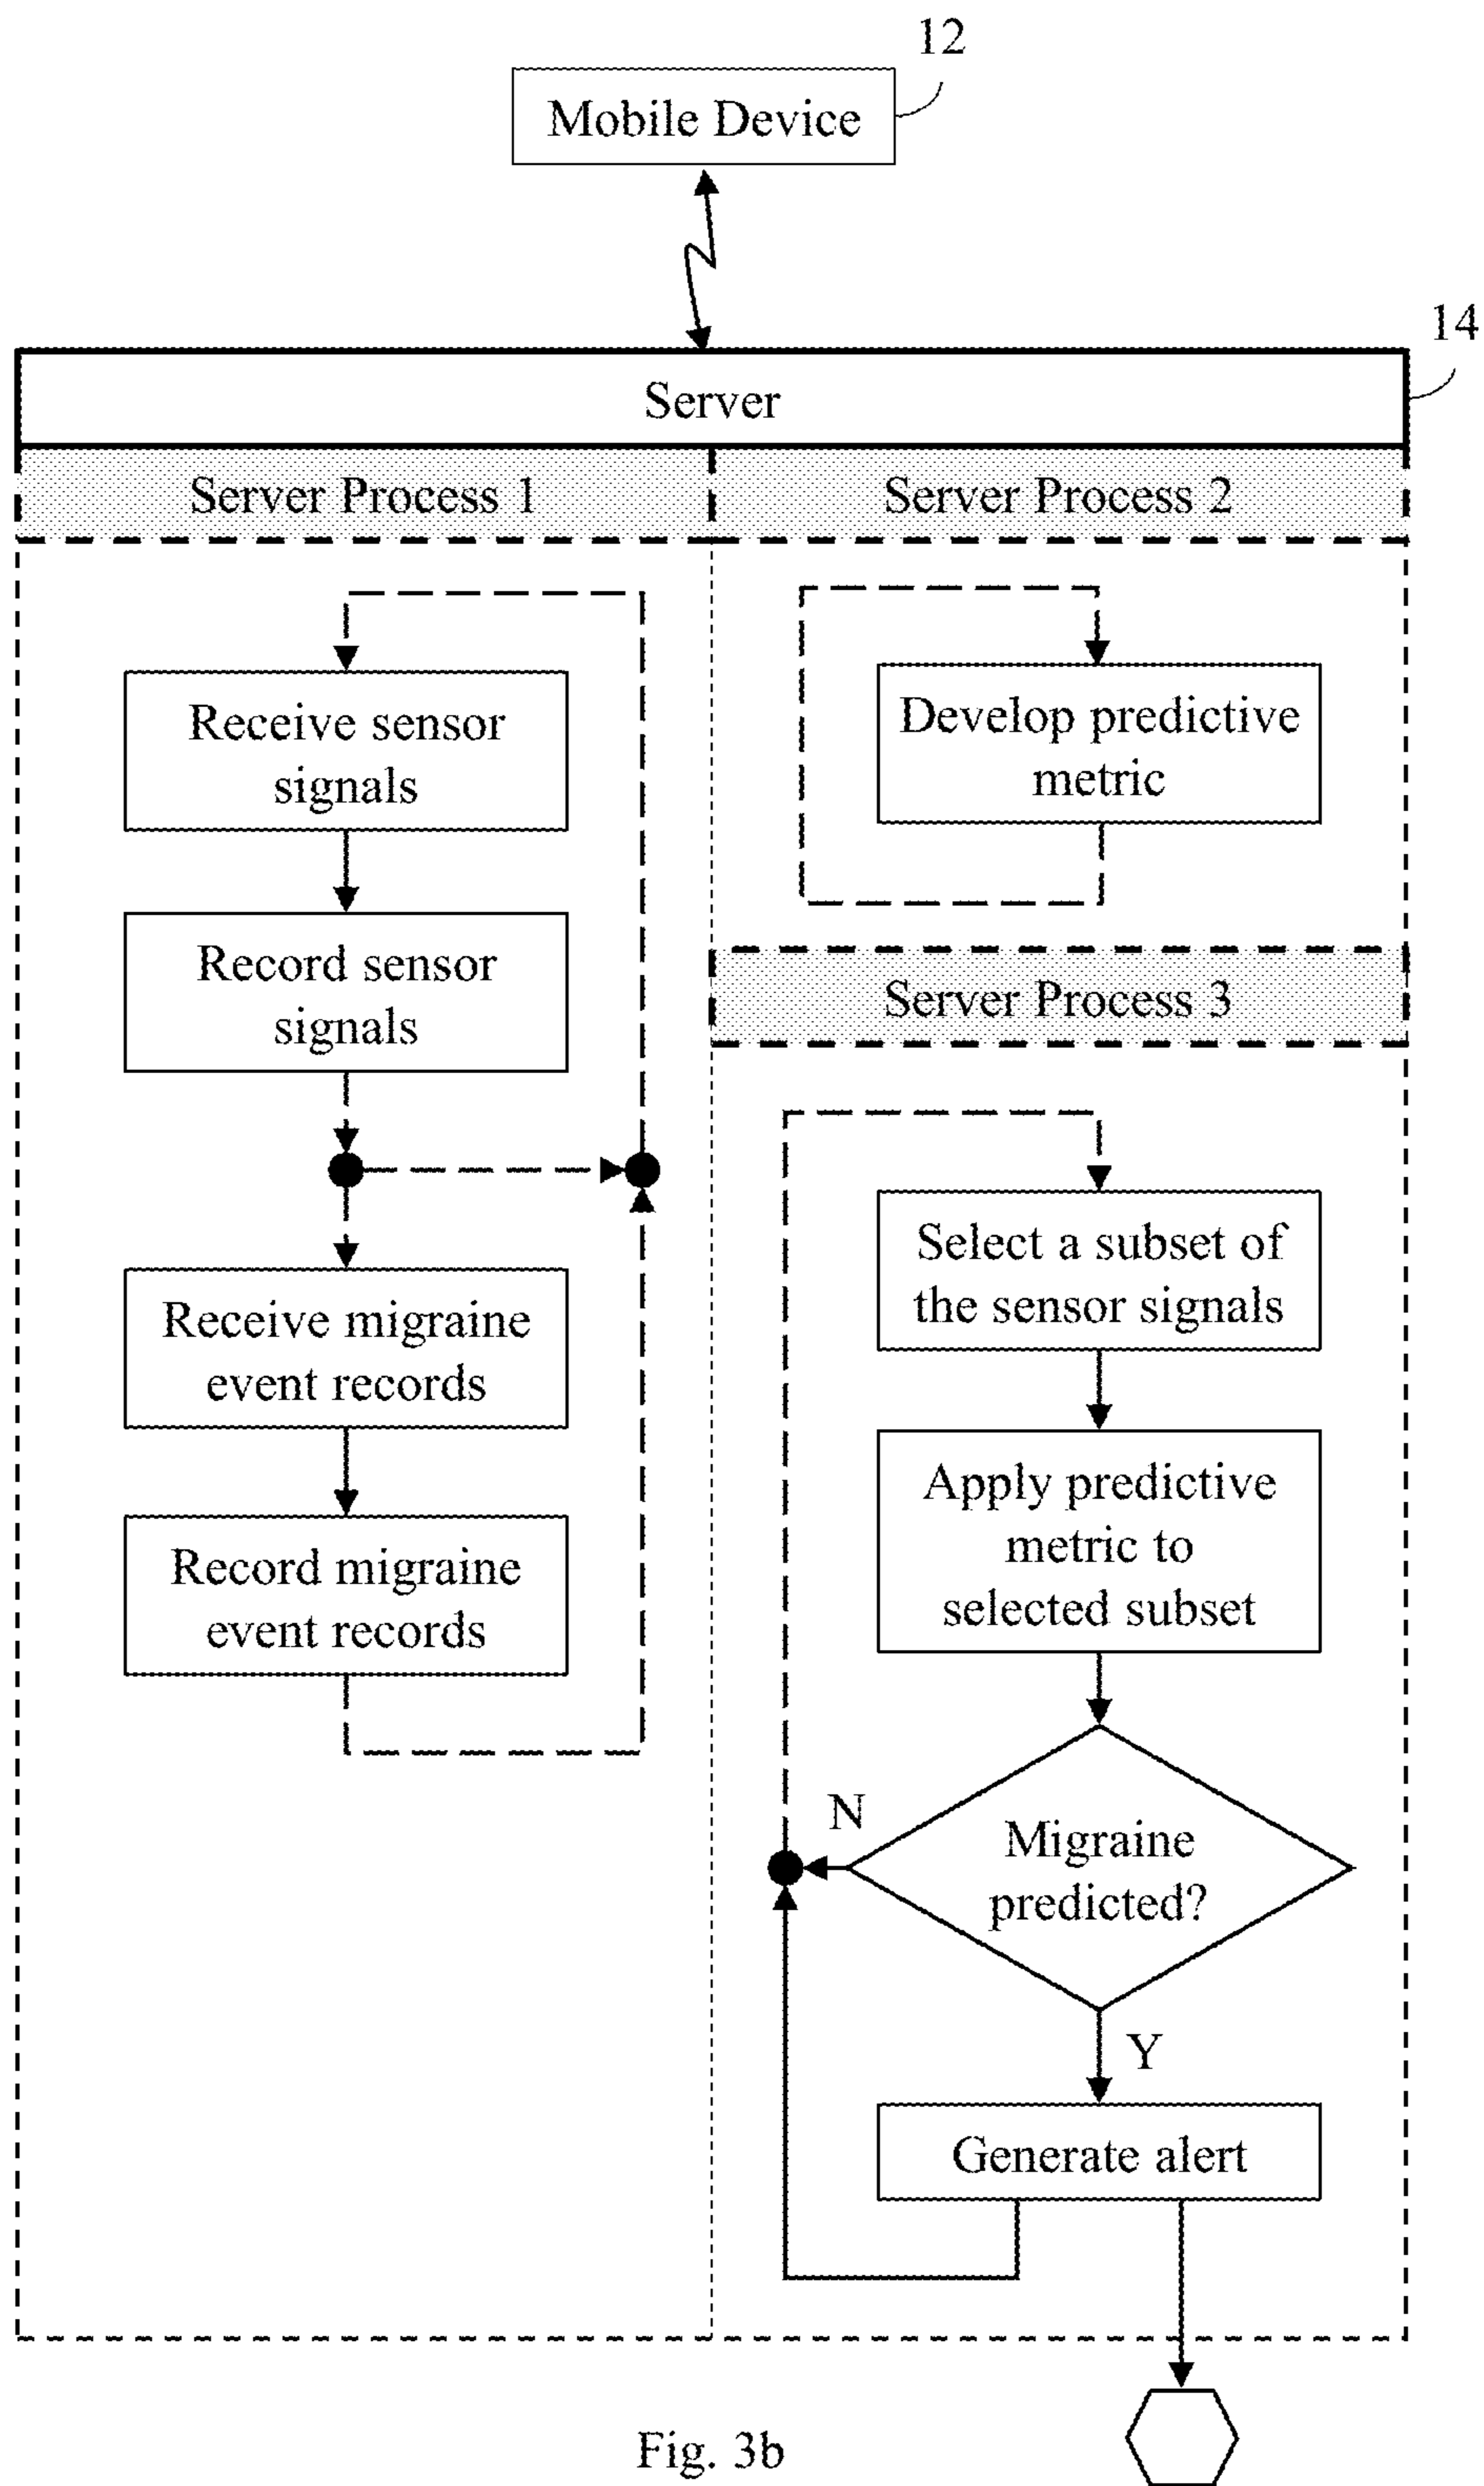 12
Mobile Device
14
Server
Server Process 1
Server Process 2
Receive sensor
signals
Record sensor
signals
Receive migraine
event records
Record migraine
event records
Develop predictive
metric
Server Process 3
Select a subset of
the sensor signals
Apply predictive
metric to
selected subset
N
Migraine
predicted?
Y
Generate alert
Fig. 3b